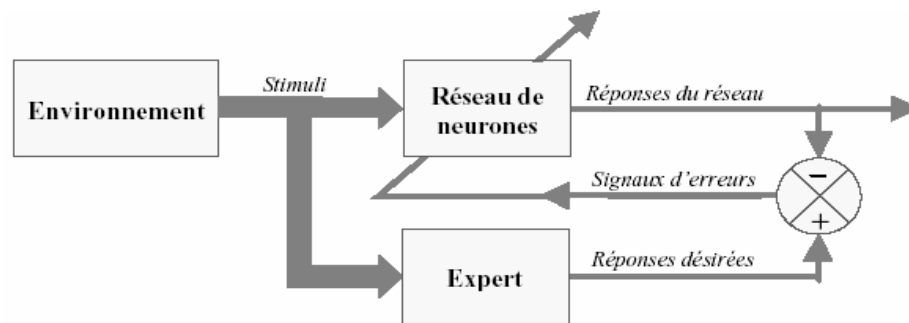 Stimuli
Environnement
Réseau de
neurones
Réponses du réseau
−
Signaux d'erreurs
+
Expert
Réponses désirées